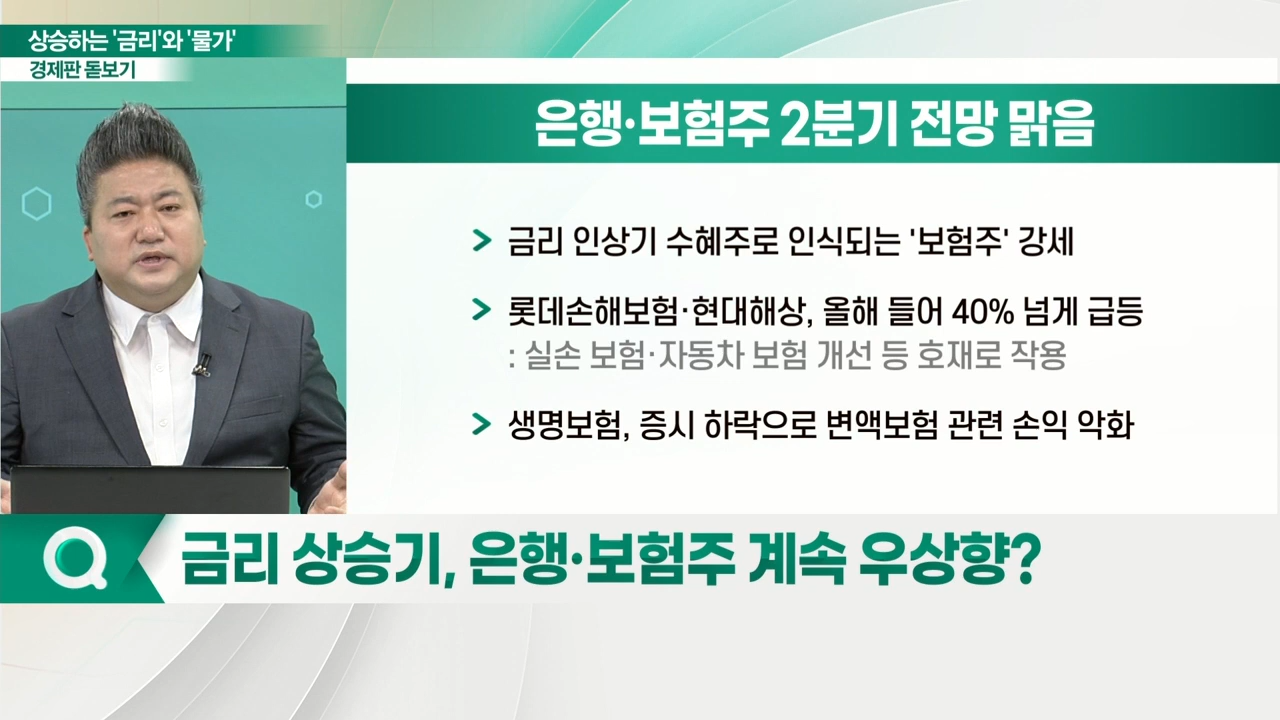 상승하는 '금리'와 '물가'
경제판 돋보기
은행·보험주 2분기 전망 맑음
> 금리 인상기 수혜주로 인식되는 '보험주' 강세
> 롯데손해보험·현대해상, 올해 들어 40% 넘게 급등
: 실손 보험·자동차 보험 개선 등 호재로 작용
> 생명보험, 증시 하락으로 변액보험 관련 손익 악화
Q 금리 상승기, 은행·보험주 계속 우상향?